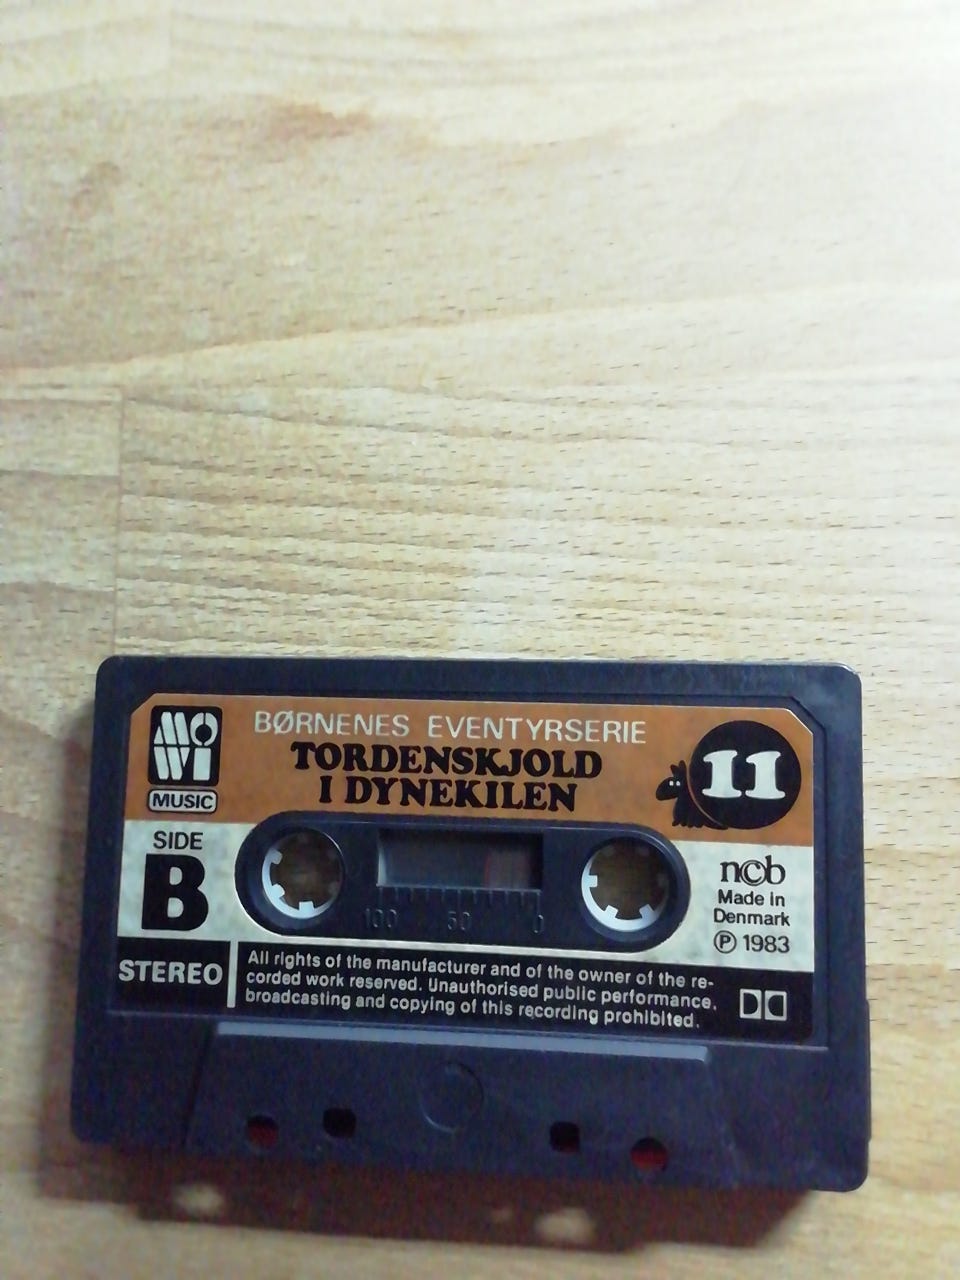 MOWI
MUSIC
BØRNENES EVENTYRSERIE
TORDENSKJOLD
I DYNEKILEN
11
SIDE
B
100 50 0
ncb
Made in
Denmark
Ⓟ 1983
STEREO
All rights of the manufacturer and of the owner of the re-
corded work reserved. Unauthorised public performance,
broadcasting and copying of this recording prohibited.